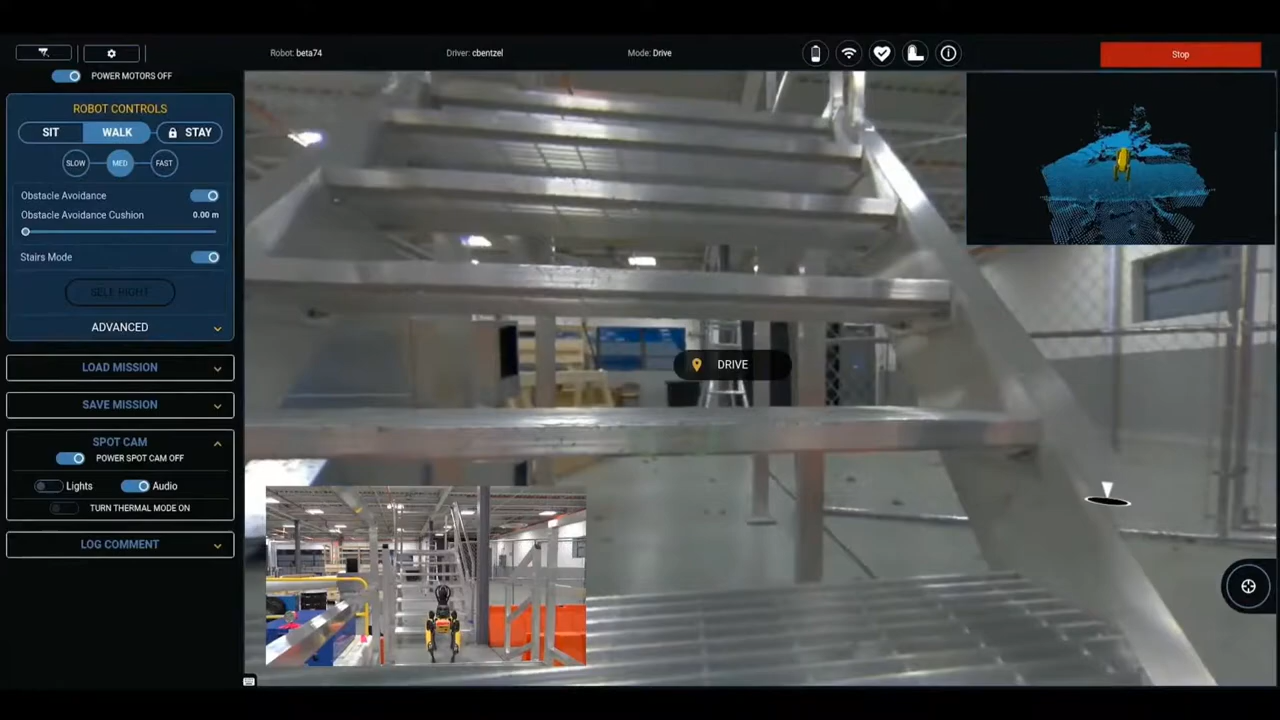 Robot: beta74
Driver: cbentzel
Mode: Drive
Stop
POWER MOTORS OFF
ROBOT CONTROLS
SIT
WALK
STAY
SLOW
MED
FAST
Obstacle Avoidance
Obstacle Avoidance Cushion 0.00 m
Stairs Mode
SELF RIGHT
ADVANCED
DRIVE
LOAD MISSION
SAVE MISSION
SPOT CAM
POWER SPOT CAM OFF
Lights
Audio
TURN THERMAL MODE ON
LOG COMMENT